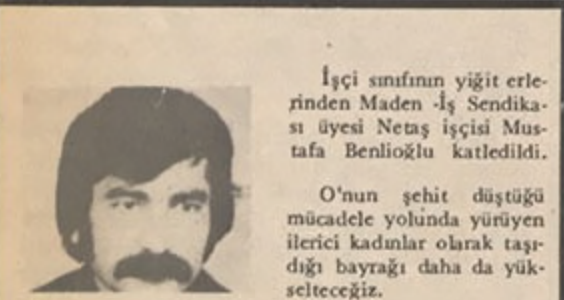 İşçi sınıfının yiğit erle-
rinden Maden -İş Sendika-
sı üyesi Netaş işçisi Mus-
tafa Benlioğlu katledildi.
O'nun şehit düştüğü
mücadele yolunda yürüyen
ilerici kadınlar olarak taşı-
dığı bayrağı daha da yük-
selteceğiz.